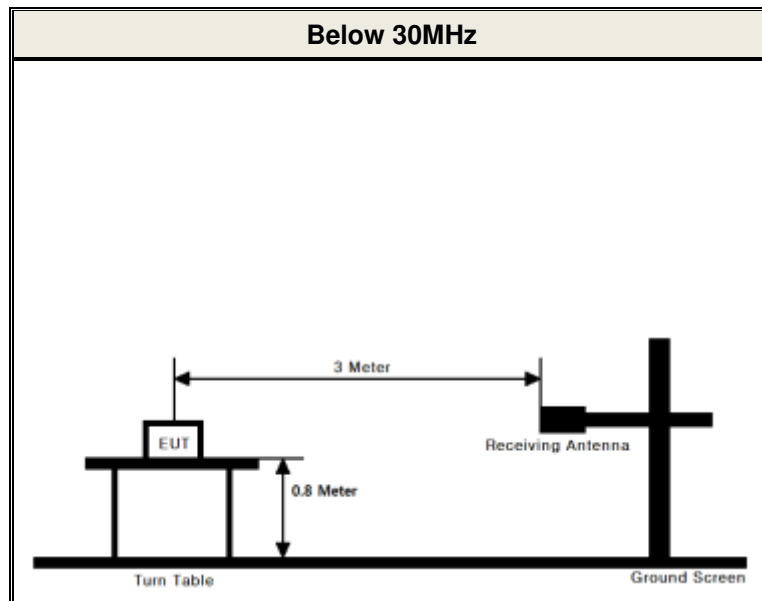 Below 30MHz
3 Meter
EUT
Receiving Antenna
0.8 Meter
Turn Table
Ground Screen